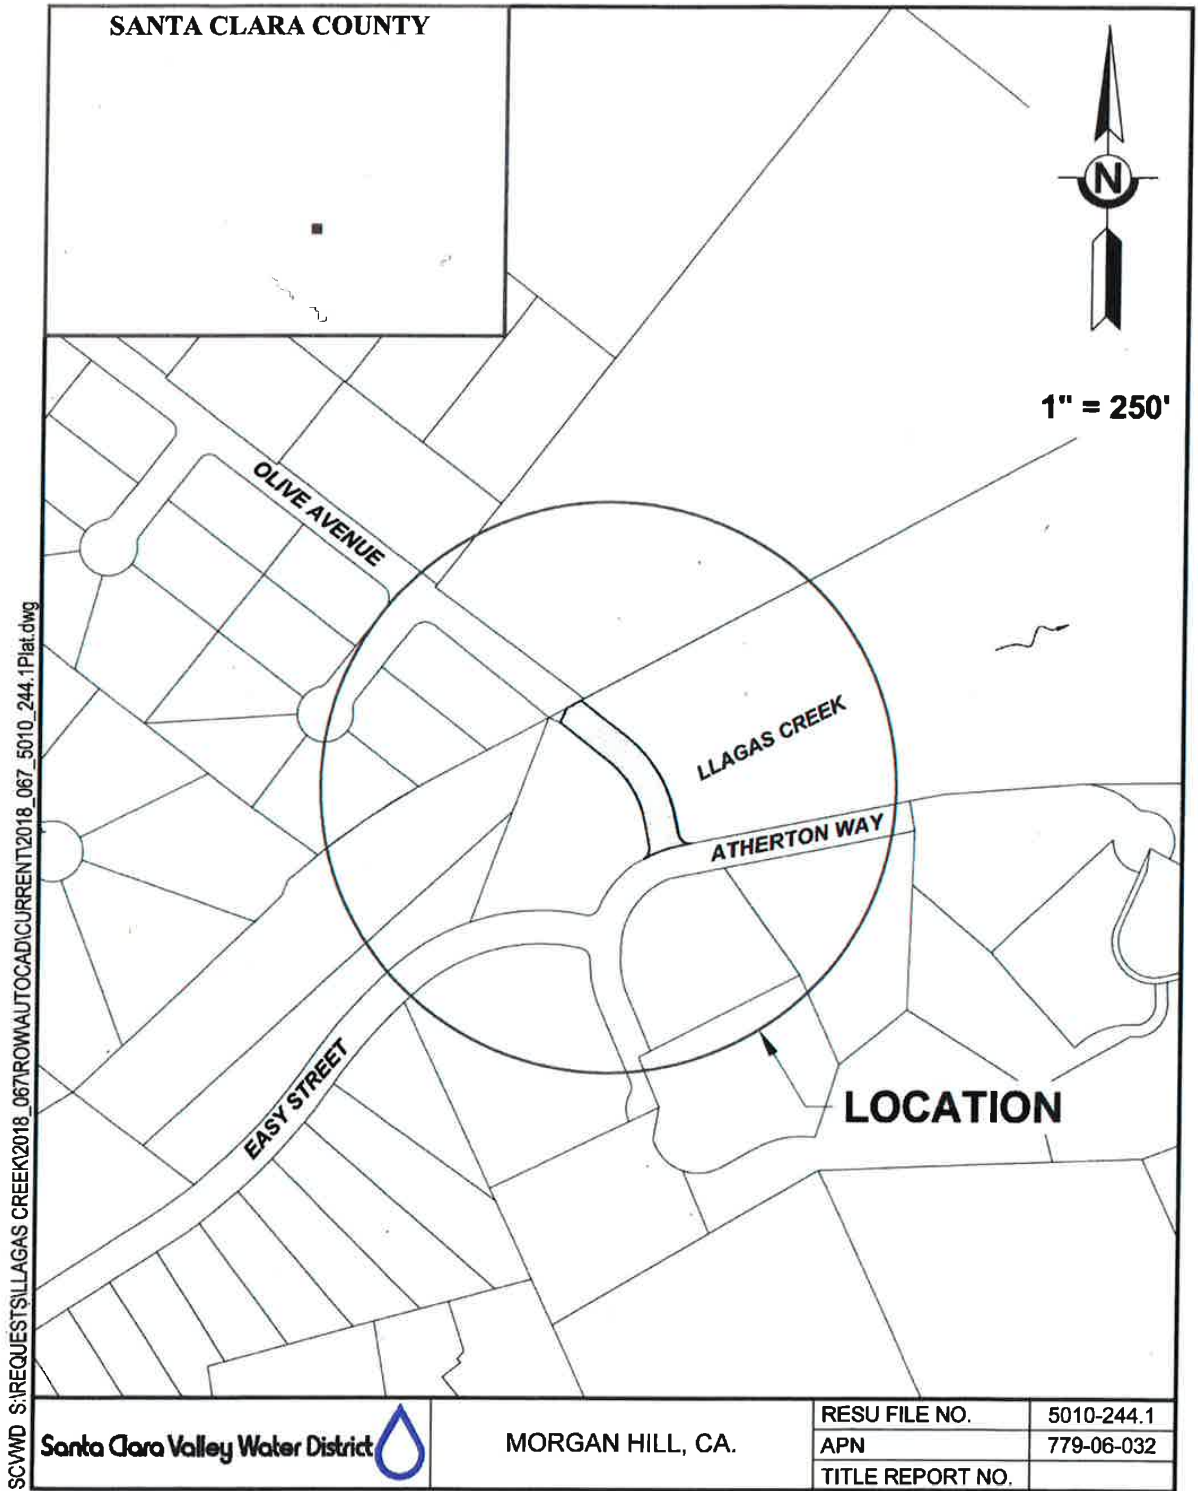 SANTA CLARA COUNTY
N
1" = 250'
OLIVE AVENUE
LLAGAS CREEK
ATHERTON WAY
EASY STREET
LOCATION
SCVWD S:\REQUESTS\LLAGAS CREEK\2018_067\ROW\AUTOCAD\CURRENT\2018_067_5010_244.1Plat.dwg
Santa Clara Valley Water District
MORGAN HILL, CA.
RESU FILE NO. 5010-244.1
APN 779-06-032
TITLE REPORT NO.